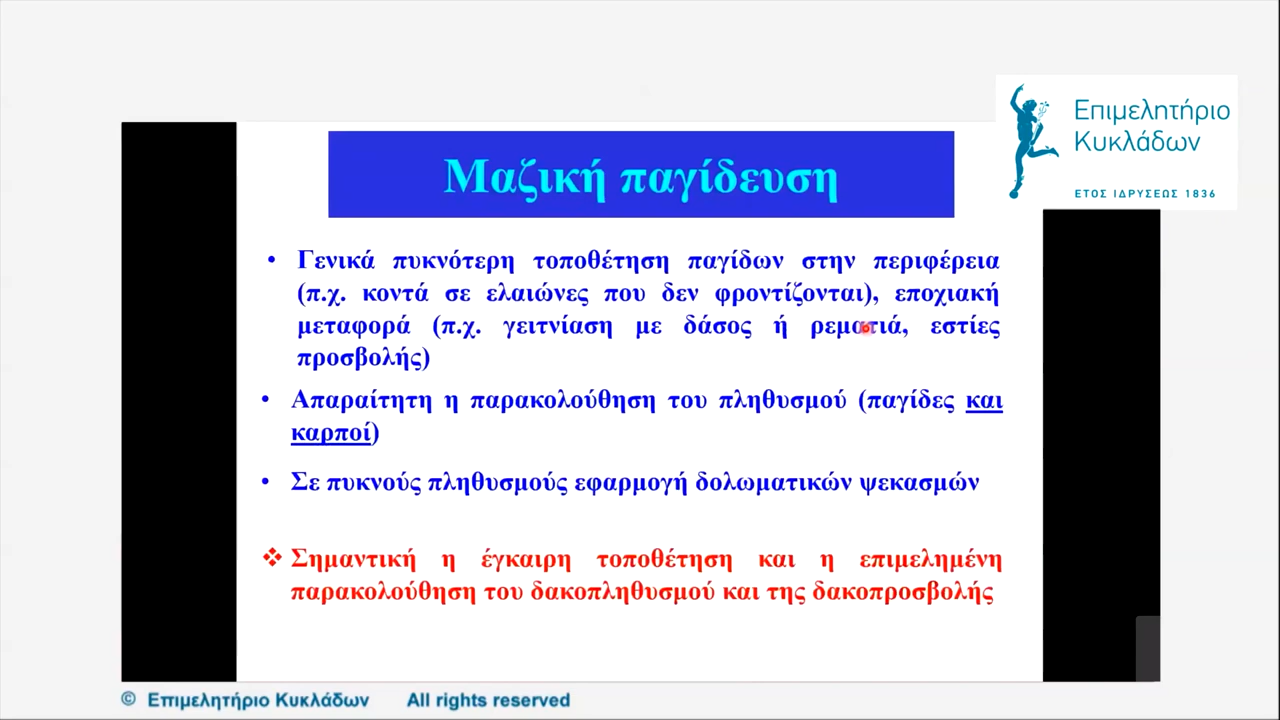 Επιμελητήριο
Κυκλάδων
ΕΤΟΣ ΙΔΡΥΣΕΩΣ 1836
Μαζική παγίδευση
• Γενικά πυκνότερη τοποθέτηση παγίδων στην περιφέρεια
(π.χ. κοντά σε ελαιώνες που δεν φροντίζονται), εποχιακή
μεταφορά (π.χ. γειτνίαση με δάσος ή ρεματιά, εστίες
προσβολής)
• Απαραίτητη η παρακολούθηση του πληθυσμού (παγίδες και
καρποί)
• Σε πυκνούς πληθυσμούς εφαρμογή δολωματικών ψεκασμών
❖ Σημαντική η έγκαιρη τοποθέτηση και η επιμελημένη
παρακολούθηση του δακοπληθυσμού και της δακοπροσβολής
© Επιμελητήριο Κυκλάδων All rights reserved